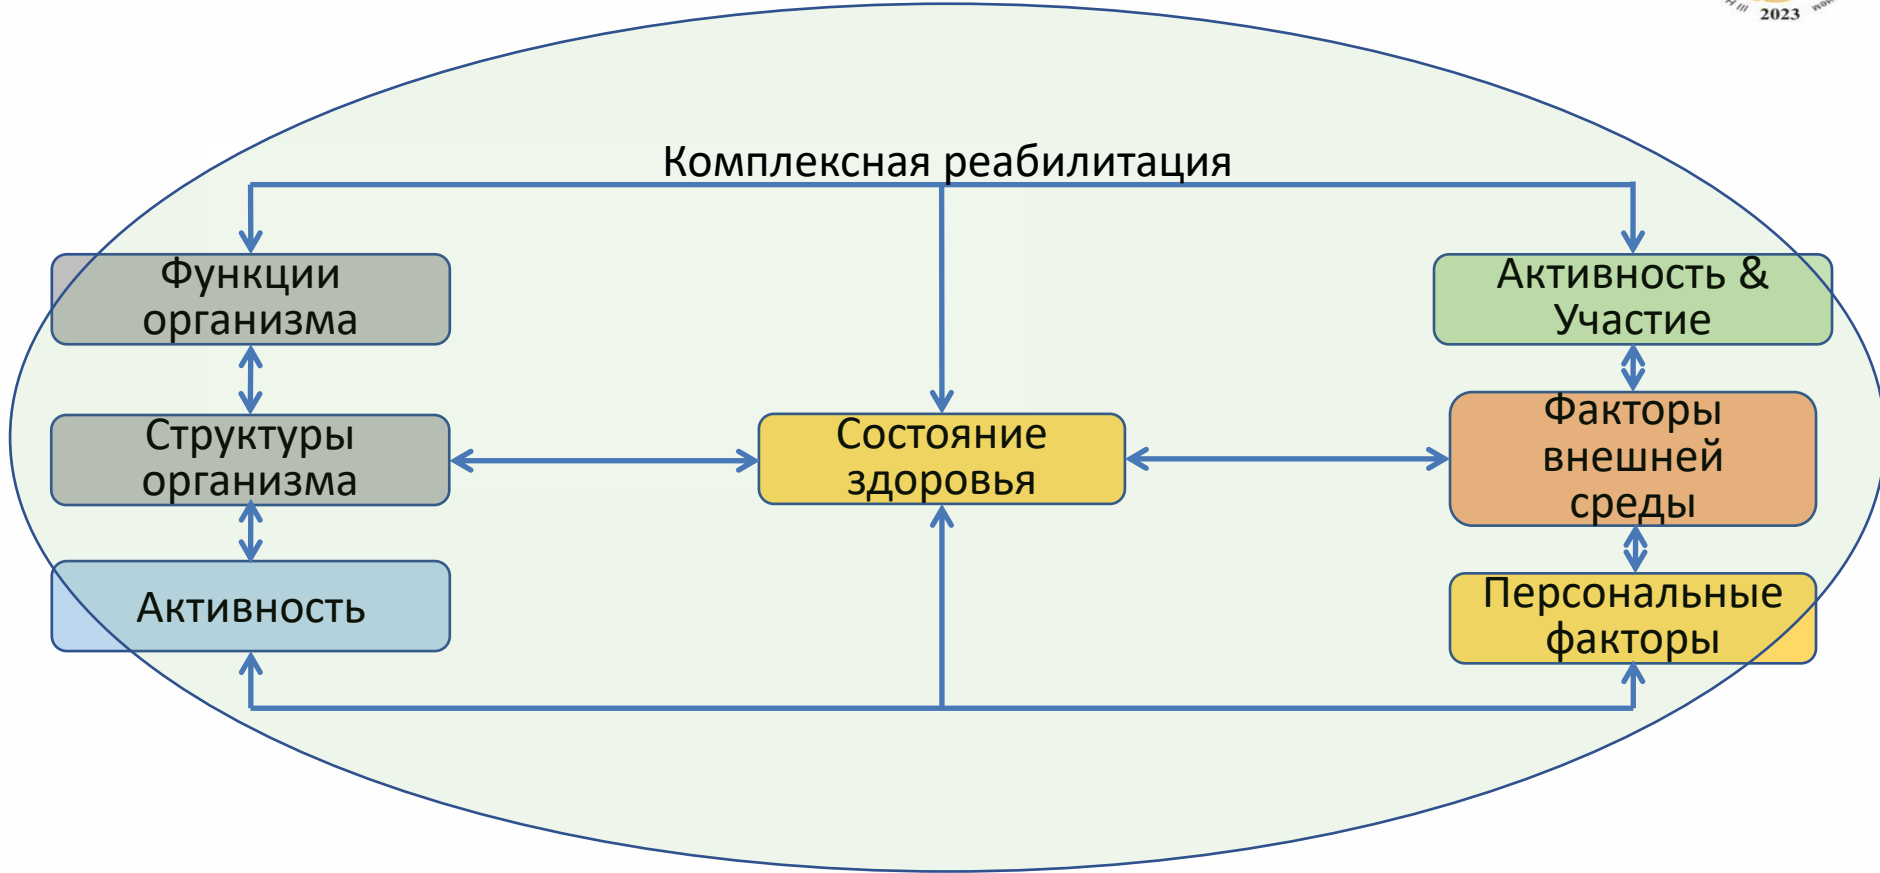 2023
Комплексная реабилитация
Функции
организма
Активность &
Участие
Структуры
организма
Состояние
здоровья
Факторы
внешней
среды
Активность
Персональные
факторы